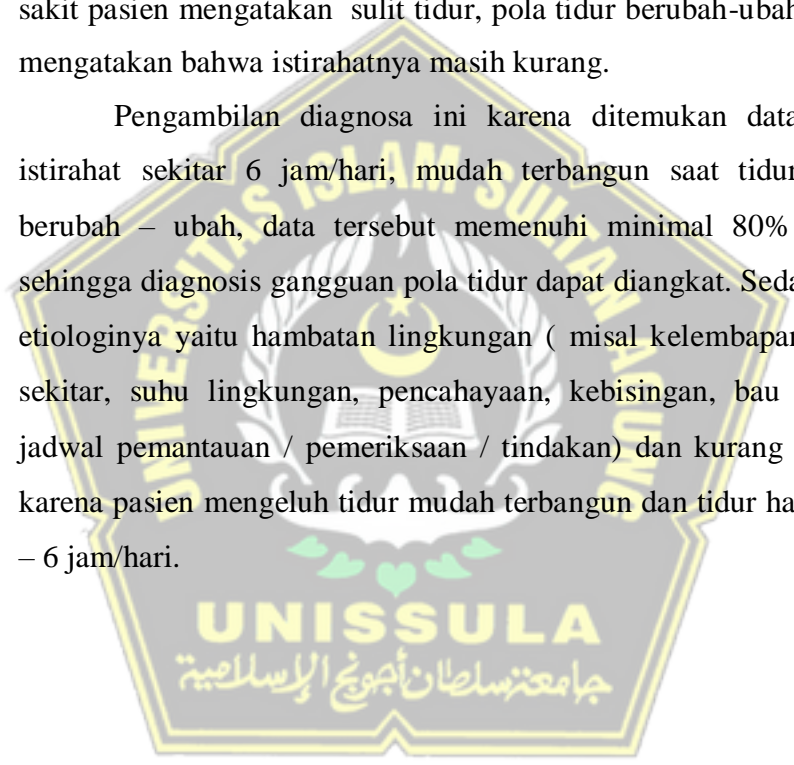 sakit pasien mengatakan sulit tidur, pola tidur berubah-ubah
mengatakan bahwa istirahatnya masih kurang.
Pengambilan diagnosa ini karena ditemukan data
istirahat sekitar 6 jam/hari, mudah terbangun saat tidur
berubah – ubah, data tersebut memenuhi minimal 80%
sehingga diagnosis gangguan pola tidur dapat diangkat. Seda
etiologinya yaitu hambatan lingkungan ( misal kelembapan
sekitar, suhu lingkungan, pencahayaan, kebisingan, bau
jadwal pemantauan / pemeriksaan / tindakan) dan kurang
karena pasien mengeluh tidur mudah terbangun dan tidur ha
– 6 jam/hari.
UNIVERSITAS ISLAM SULTAN AGUNG
UNISSULA
جامعة سلطان أجونج الإسلامية